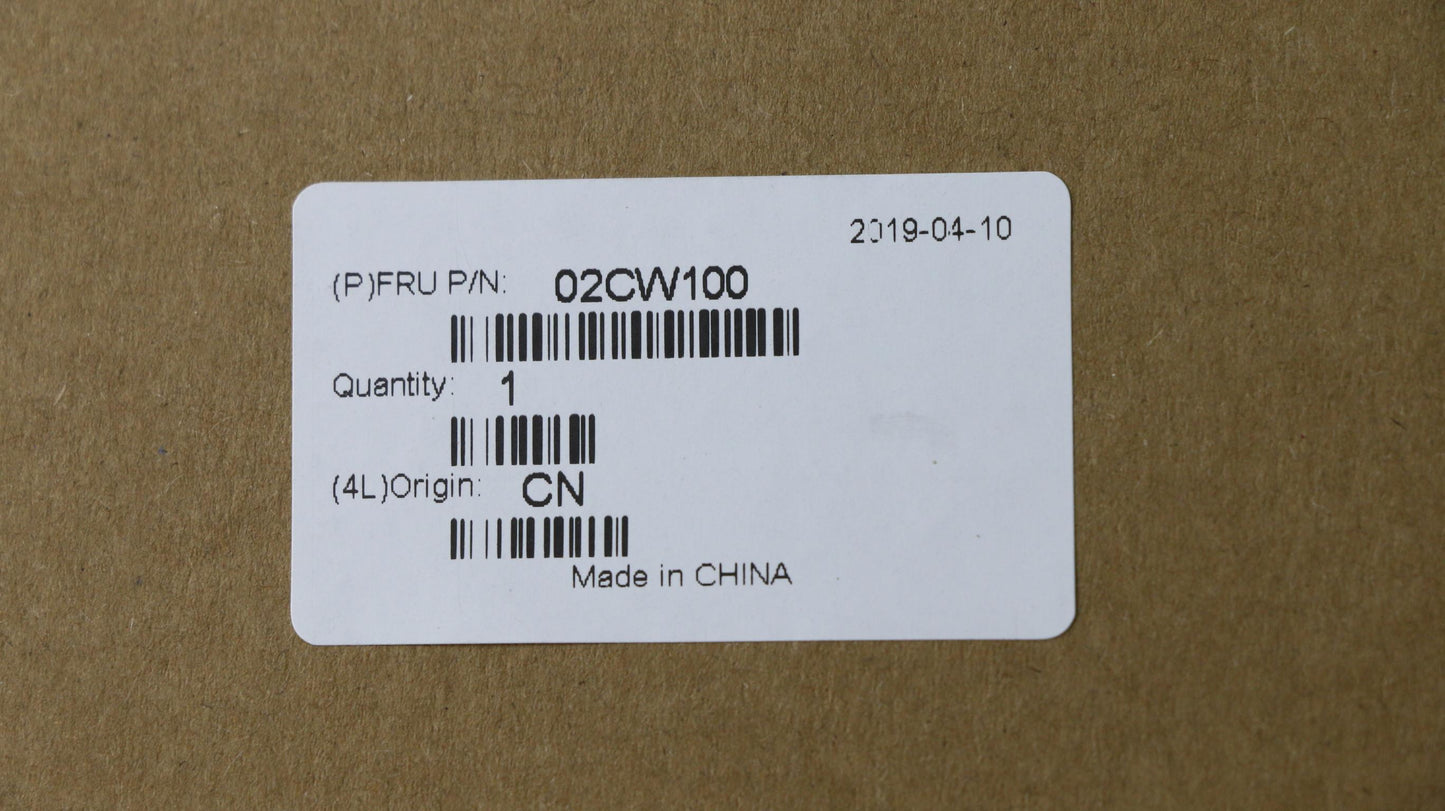 2019-04-10
(P)FRU P/N: 02CW100
Quantity: 1
(4L)Origin: CN
Made in CHINA